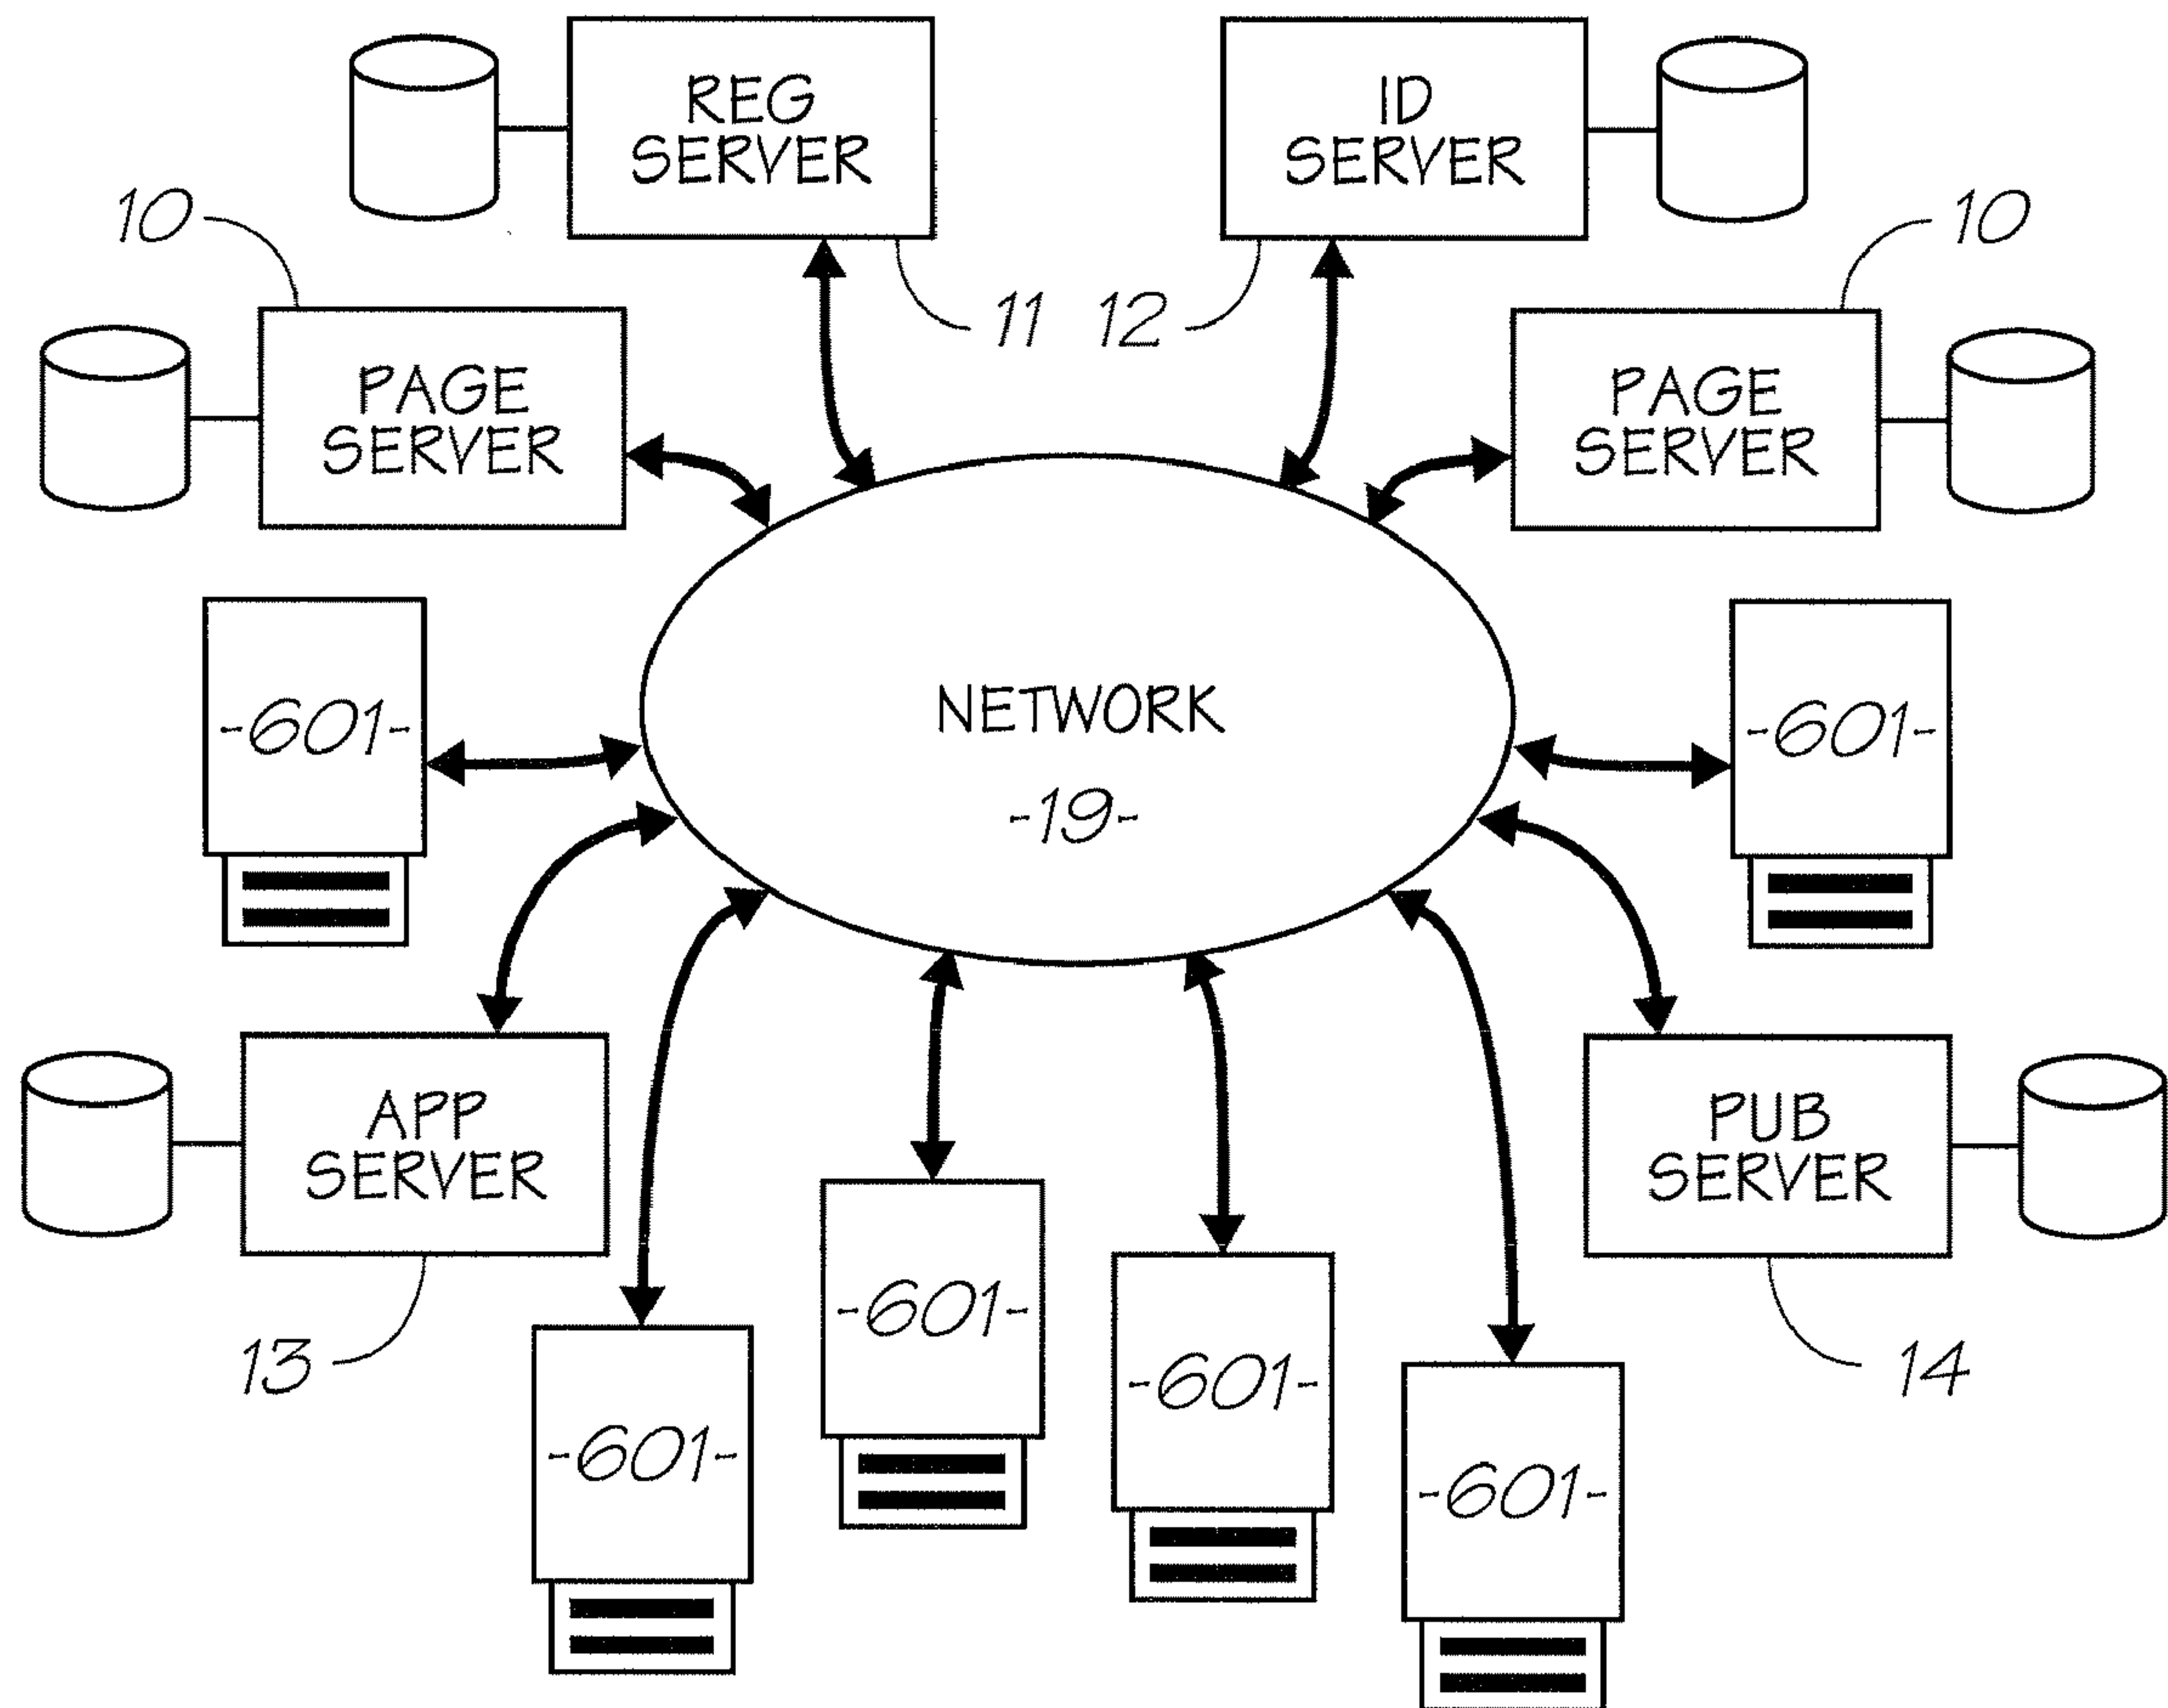 REG
SERVER
ID
SERVER
10
10
11
12
PAGE
SERVER
PAGE
SERVER
-601-
NETWORK
-19-
-601-
APP
SERVER
PUB
SERVER
13
-601-
-601-
-601-
-601-
14